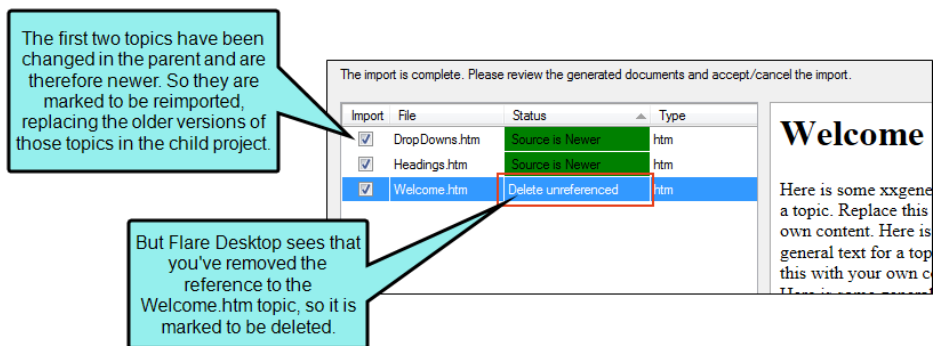 The first two topics have been
changed in the parent and are
therefore newer. So they are
marked to be reimported,
replacing the older versions of
those topics in the child project.
The import is complete. Please review the generated documents and accept/cancel the import.
Import File Status Type
DropDowns.htm Source is Newer htm
Headings.htm Source is Newer htm
Welcome.htm Delete unreferenced htm
Welcome
Here is some xxgene
a topic. Replace this
own content. Here is
general text for a top
this with your own c
Here is some general
But Flare Desktop sees that
you've removed the
reference to the
Welcome.htm topic, so it is
marked to be deleted.